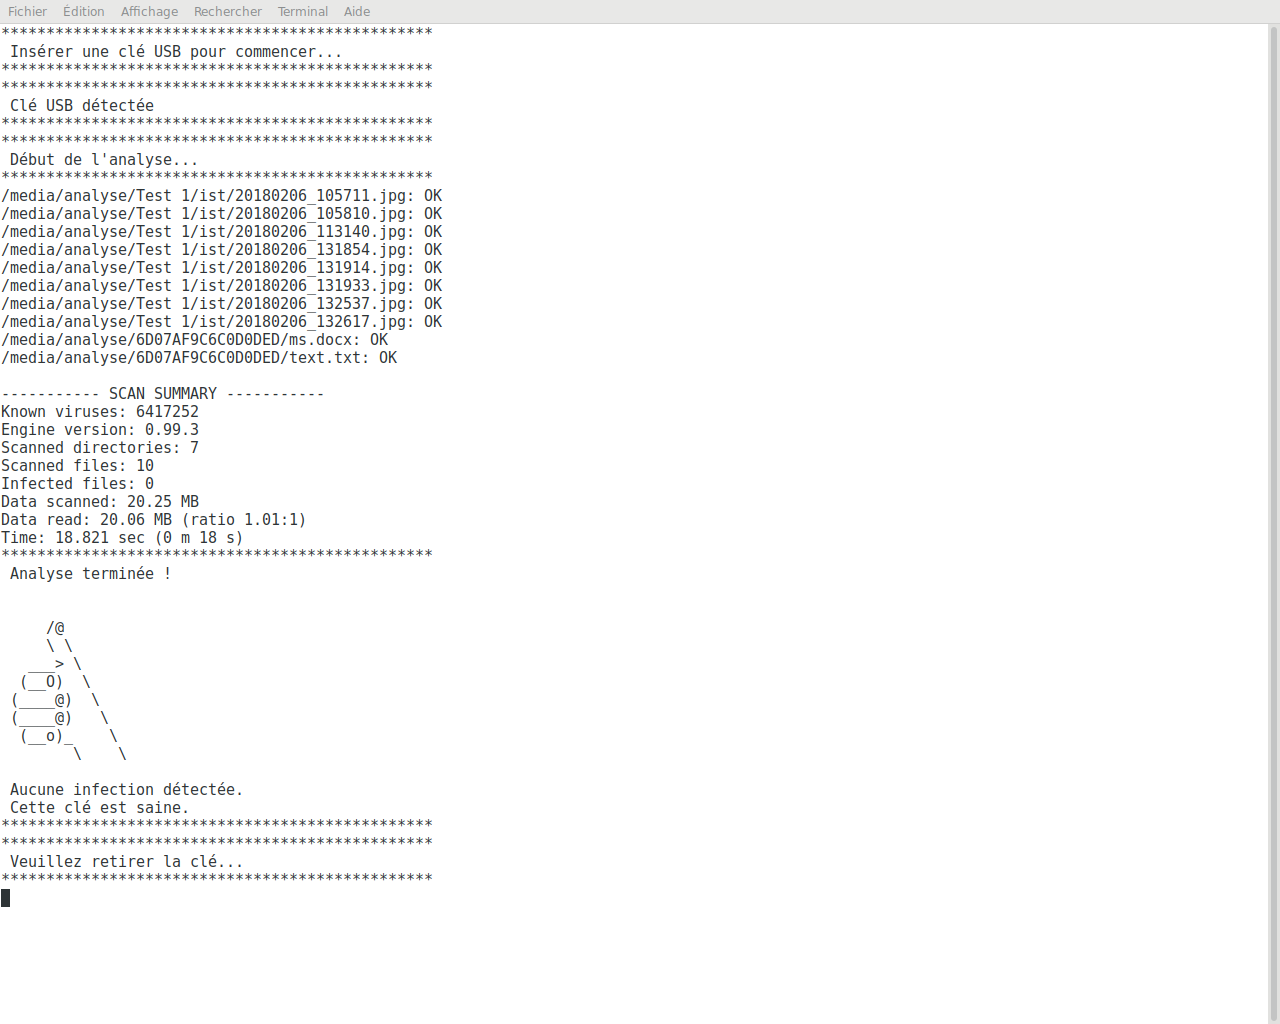 Fichier Édition Affichage Rechercher Terminal Aide
************************************************
 Insérer une clé USB pour commencer...
************************************************
************************************************
 Clé USB détectée
************************************************
************************************************
 Début de l'analyse...
************************************************
/media/analyse/Test 1/ist/20180206_105711.jpg: OK
/media/analyse/Test 1/ist/20180206_105810.jpg: OK
/media/analyse/Test 1/ist/20180206_113140.jpg: OK
/media/analyse/Test 1/ist/20180206_131854.jpg: OK
/media/analyse/Test 1/ist/20180206_131914.jpg: OK
/media/analyse/Test 1/ist/20180206_131933.jpg: OK
/media/analyse/Test 1/ist/20180206_132537.jpg: OK
/media/analyse/Test 1/ist/20180206_132617.jpg: OK
/media/analyse/6D07AF9C6C0D0DED/ms.docx: OK
/media/analyse/6D07AF9C6C0D0DED/text.txt: OK

----------- SCAN SUMMARY -----------
Known viruses: 6417252
Engine version: 0.99.3
Scanned directories: 7
Scanned files: 10
Infected files: 0
Data scanned: 20.25 MB
Data read: 20.06 MB (ratio 1.01:1)
Time: 18.821 sec (0 m 18 s)
************************************************
 Analyse terminée !


     /@
     \ \
   ___> \
  (__O)  \
 (____@)  \
 (____@)   \
  (__o)_    \
        \    \

 Aucune infection détectée.
 Cette clé est saine.
************************************************
************************************************
 Veuillez retirer la clé...
************************************************